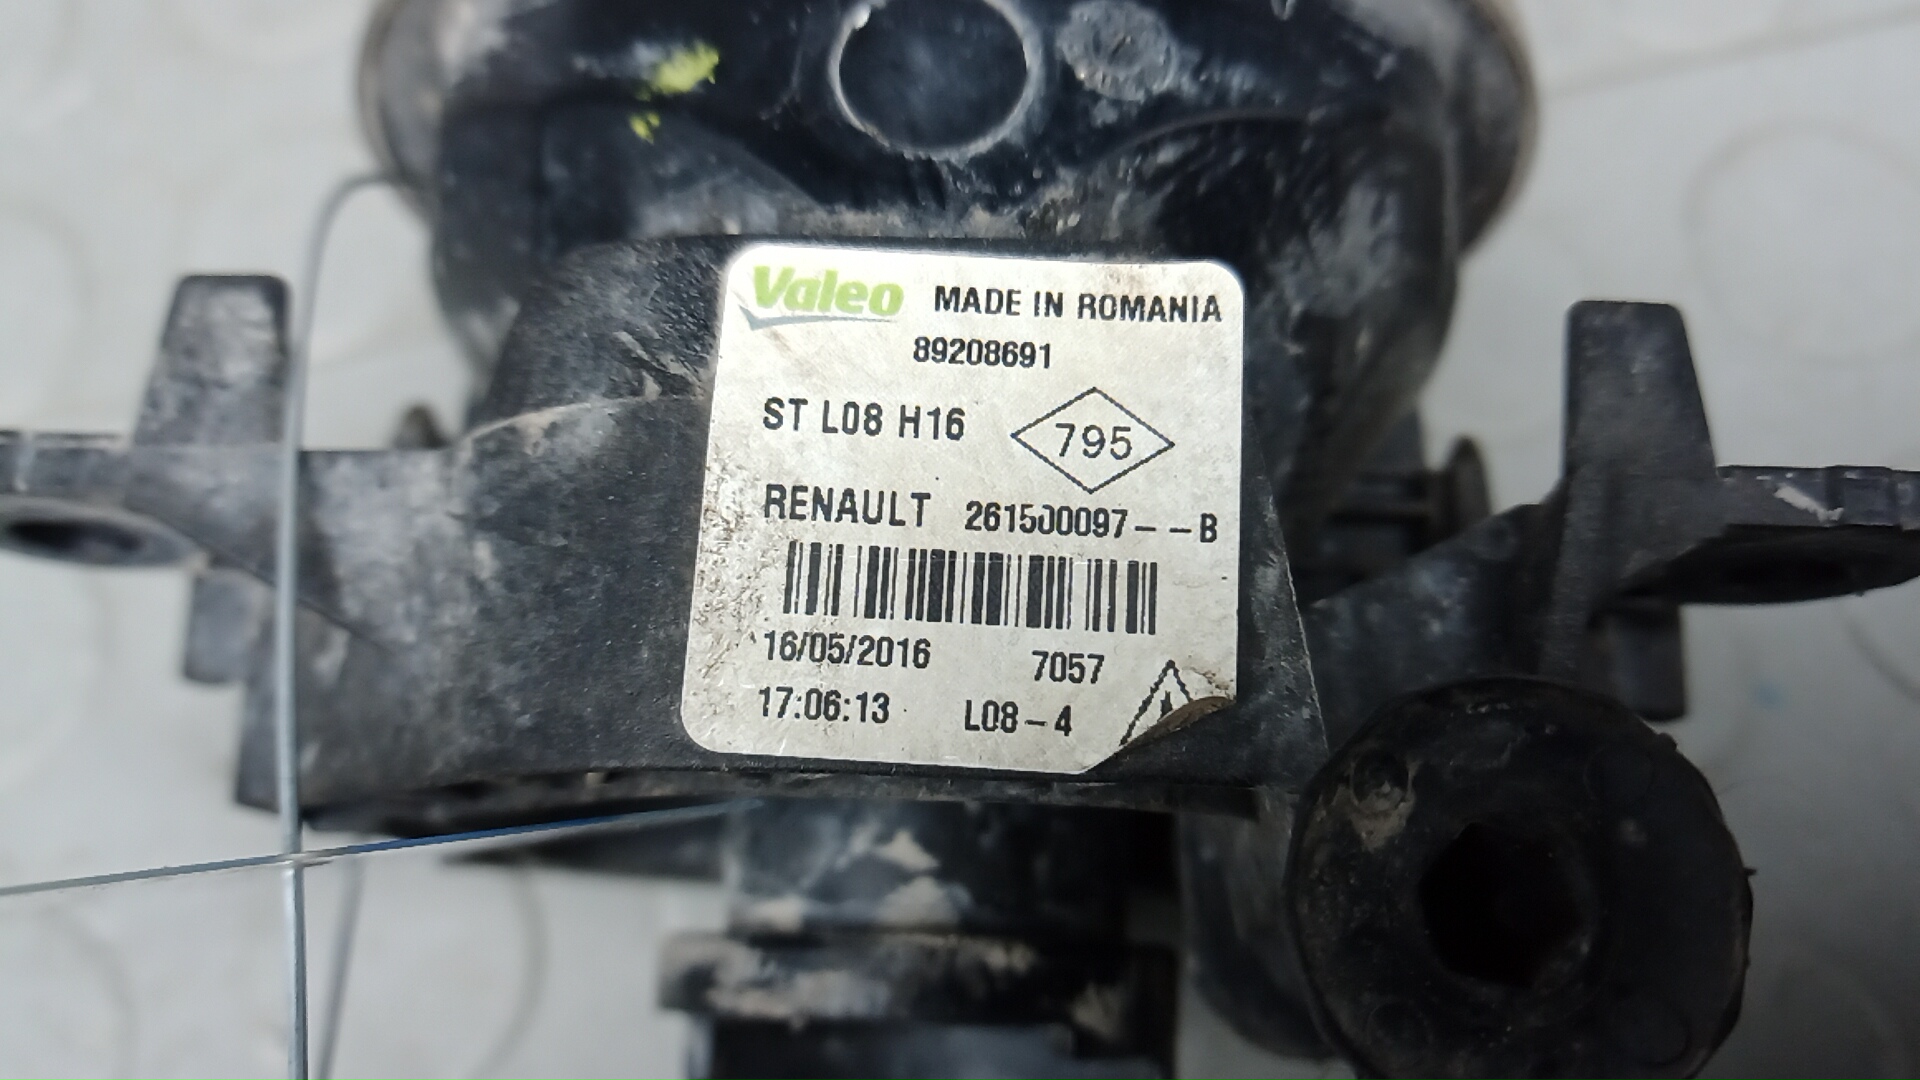 Valeo MADE IN ROMANIA
89208691
ST L08 H16 795
RENAULT 261500097--B
16/05/2016 7057
17:06:13 L08-4